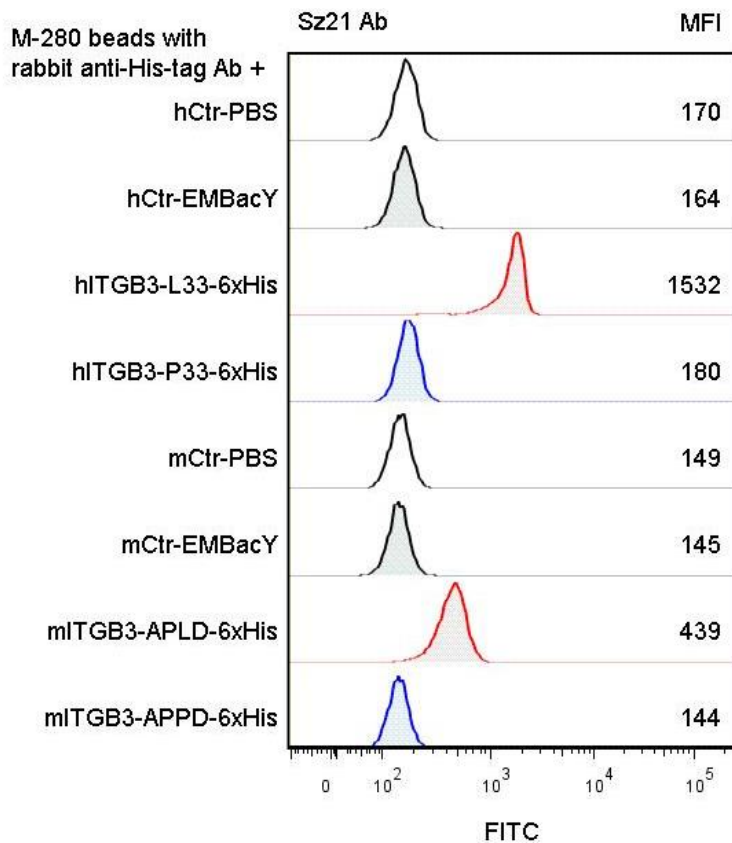 Sz21 Ab MFI
M-280 beads with
rabbit anti-His-tag Ab +
hCtr-PBS 170
hCtr-EMBacY 164
hITGB3-L33-6xHis 1532
hITGB3-P33-6xHis 180
mCtr-PBS 149
mCtr-EMBacY 145
mITGB3-APLD-6xHis 439
mITGB3-APPD-6xHis 144
0 10² 10³ 10⁴ 10⁵
FITC